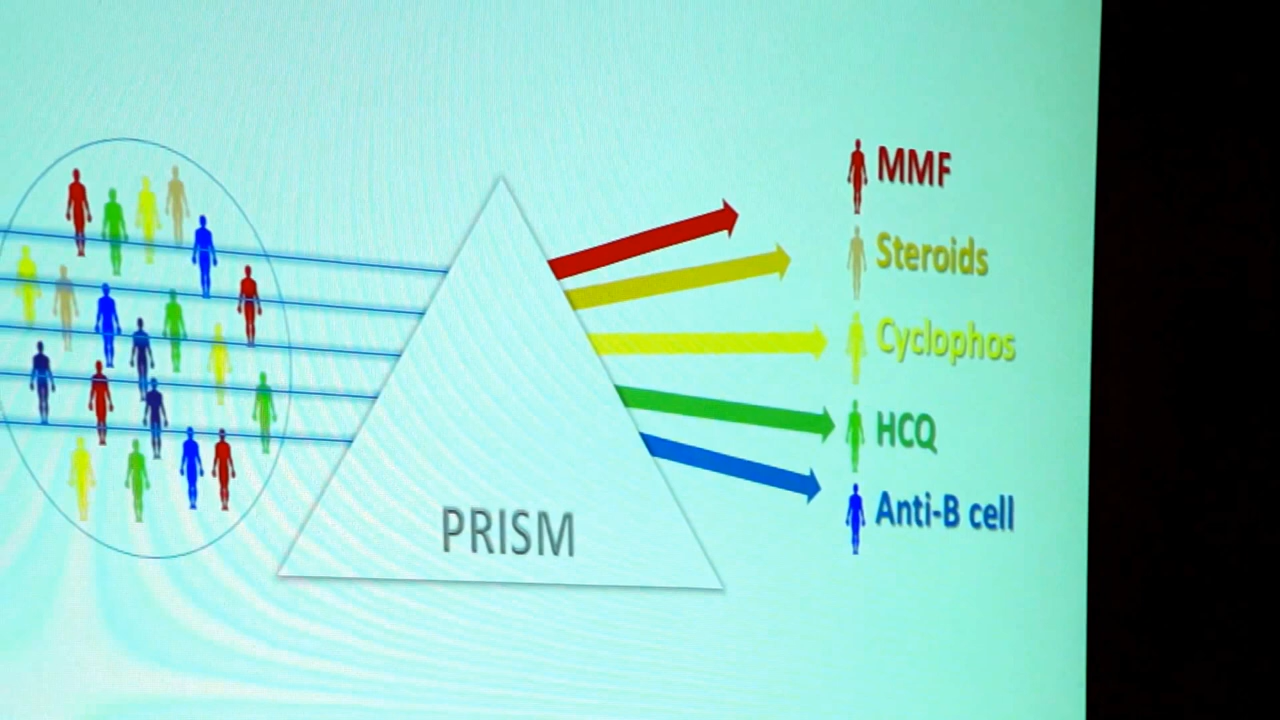 MMF
Steroids
Cyclophos
HCQ
Anti-B cell
PRISM